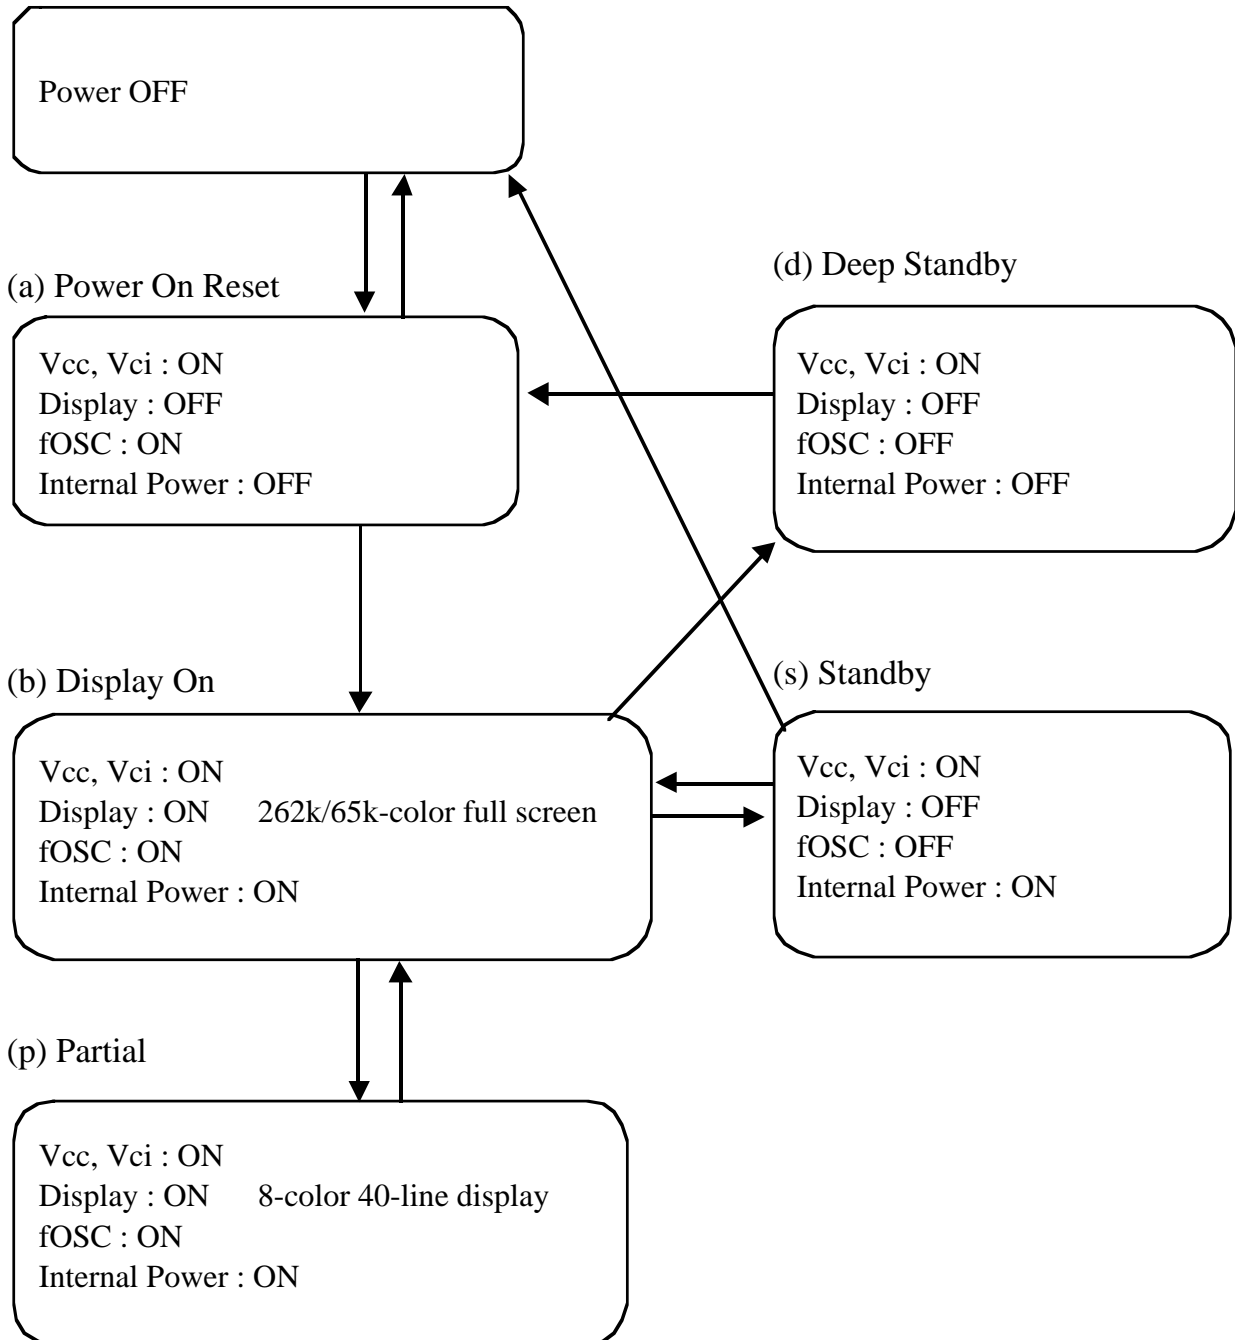 Power OFF
(a) Power On Reset
Vcc, Vci : ON
Display : OFF
fOSC : ON
Internal Power : OFF
(d) Deep Standby
Vcc, Vci : ON
Display : OFF
fOSC : OFF
Internal Power : OFF
(b) Display On
Vcc, Vci : ON
Display : ON 262k/65k-color full screen
fOSC : ON
Internal Power : ON
(s) Standby
Vcc, Vci : ON
Display : OFF
fOSC : OFF
Internal Power : ON
(p) Partial
Vcc, Vci : ON
Display : ON 8-color 40-line display
fOSC : ON
Internal Power : ON